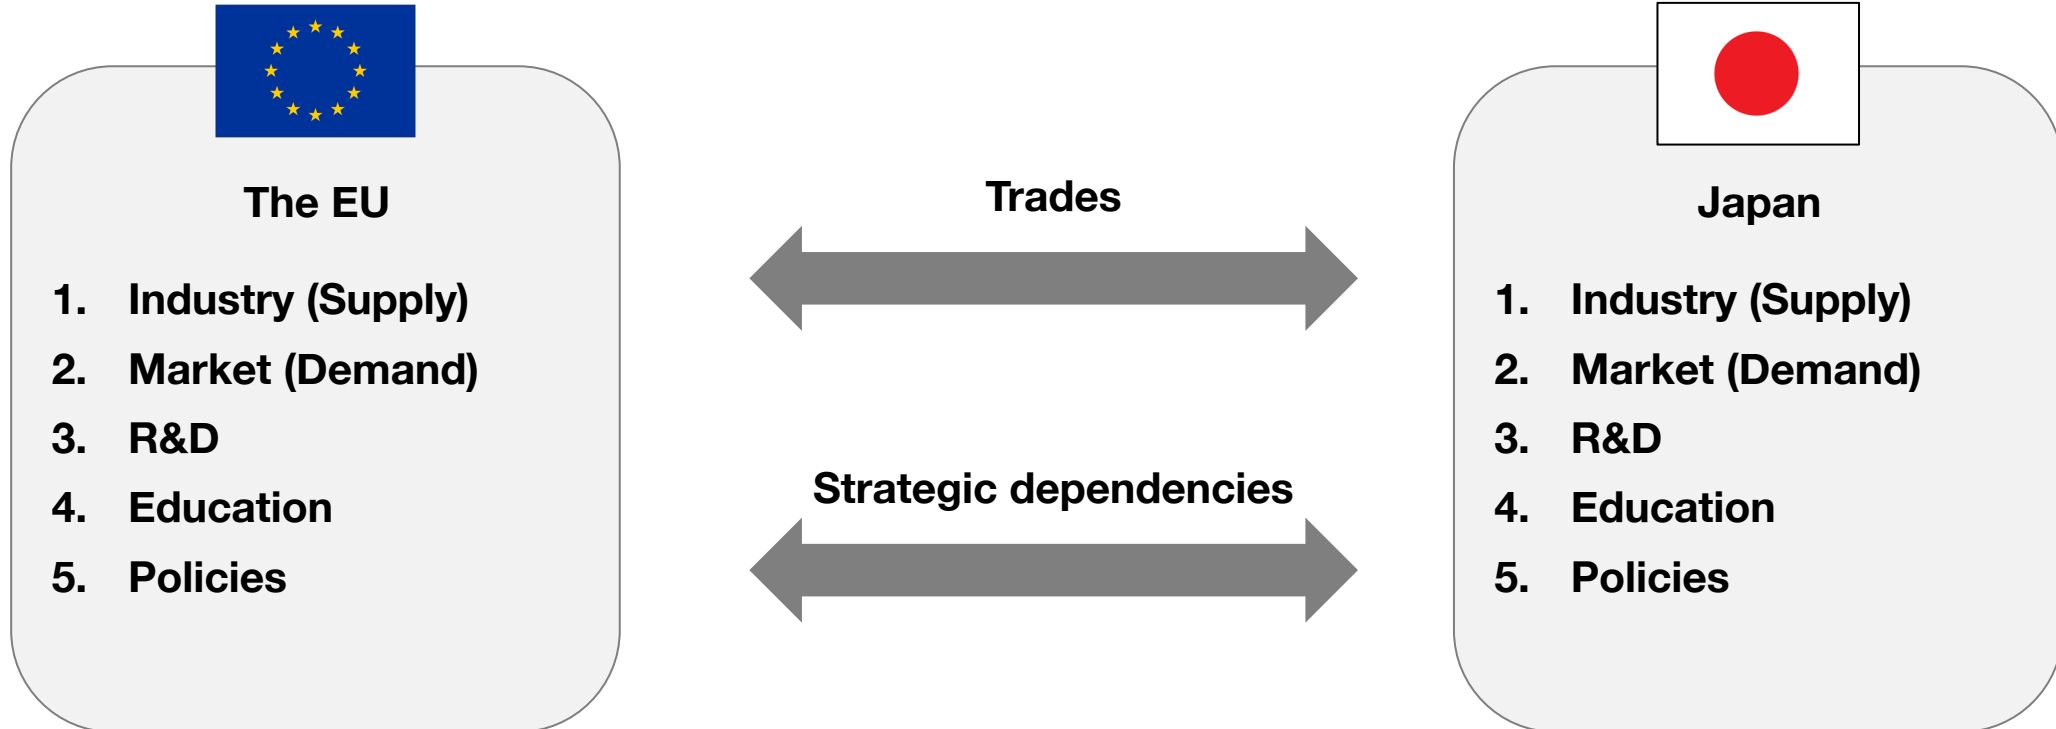 The EU
1. Industry (Supply)
2. Market (Demand)
3. R&D
4. Education
5. Policies
Trades
Strategic dependencies
Japan
1. Industry (Supply)
2. Market (Demand)
3. R&D
4. Education
5. Policies